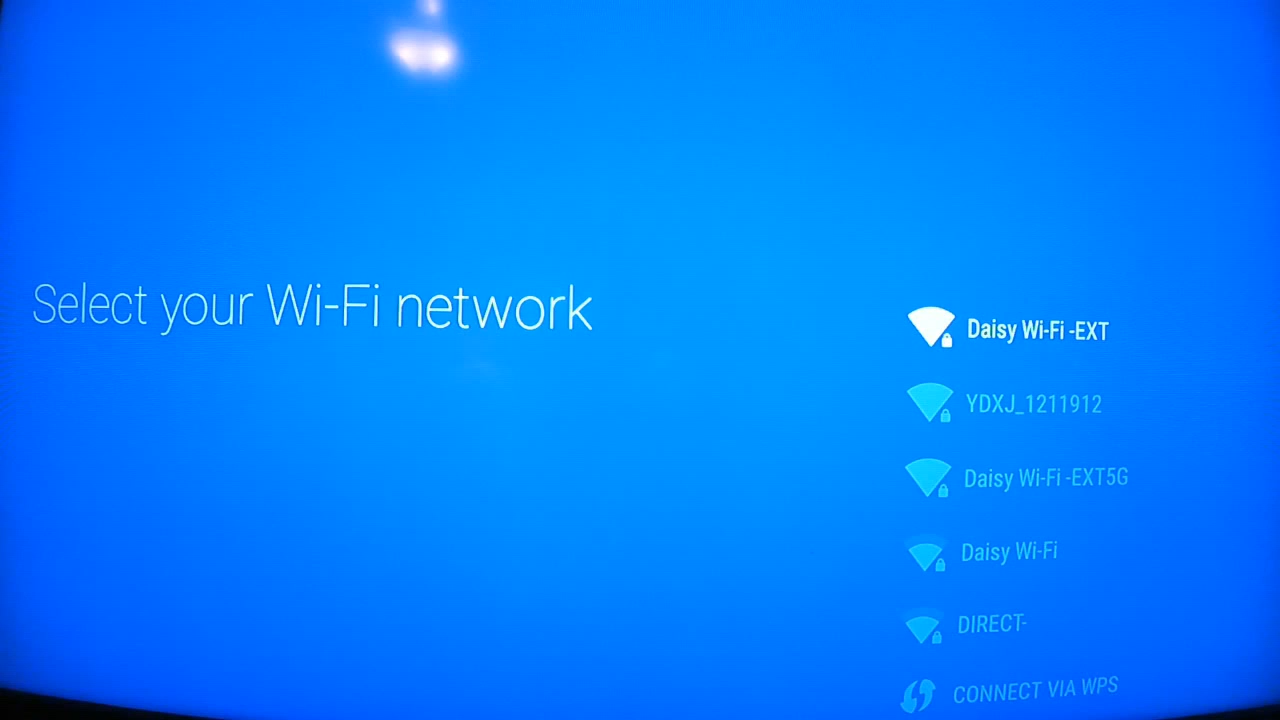 Select your Wi-Fi network
Daisy Wi-Fi -EXT
YDXJ_1211912
Daisy Wi-Fi -EXT5G
Daisy Wi-Fi
DIRECT-
CONNECT VIA WPS